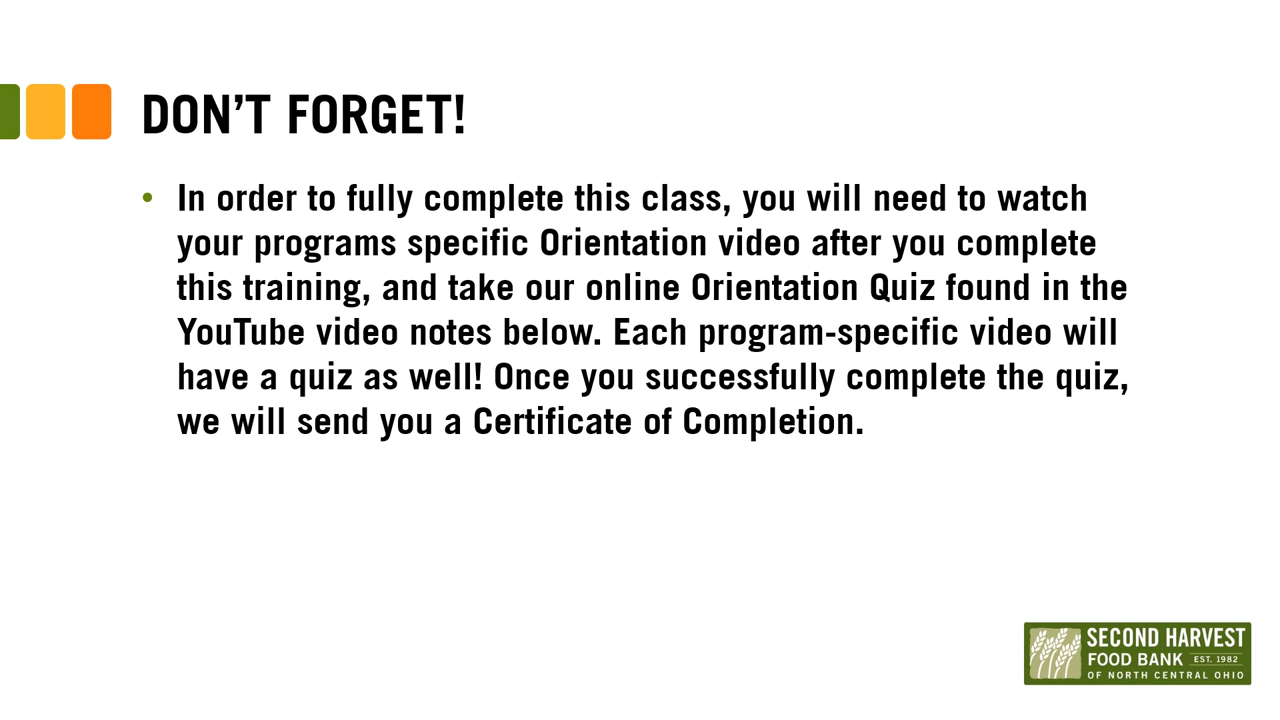 DON'T FORGET!
• In order to fully complete this class, you will need to watch
your programs specific Orientation video after you complete
this training, and take our online Orientation Quiz found in the
YouTube video notes below. Each program-specific video will
have a quiz as well! Once you successfully complete the quiz,
we will send you a Certificate of Completion.
SECOND HARVEST
FOOD BANK EST. 1982
OF NORTH CENTRAL OHIO